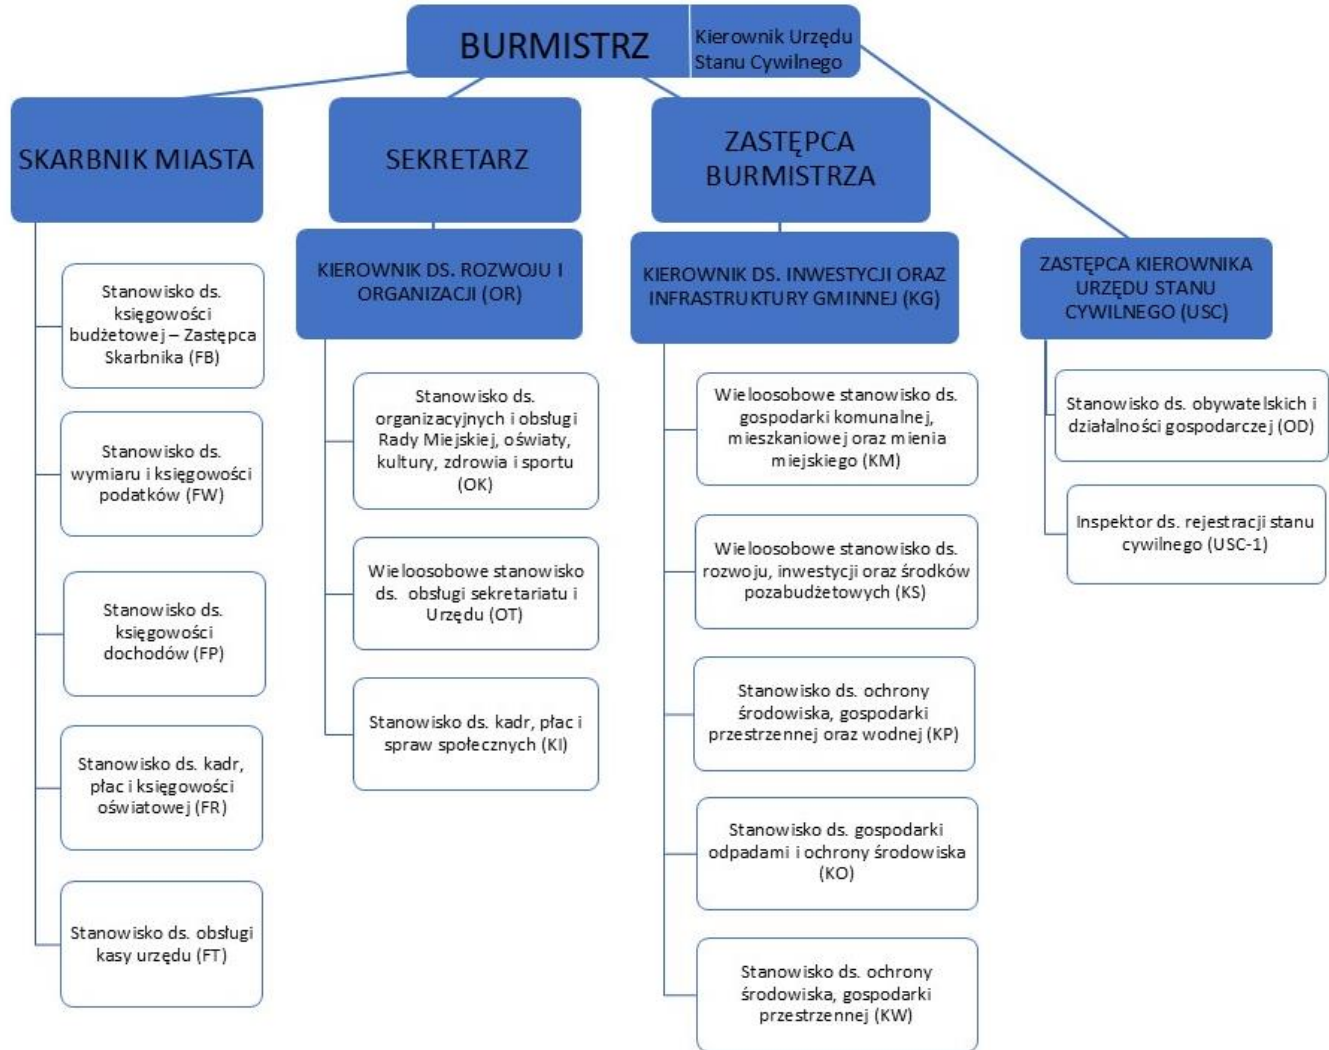 BURMISTRZ
Kierownik Urzędu
Stanu Cywilnego
SKARBNIK MIASTA
SEKRETARZ
ZASTĘPCA
BURMISTRZA
KIEROWNIK DS. ROZWOJU I
ORGANIZACJI (OR)
KIEROWNIK DS. INWESTYCJI ORAZ
INFRASTRUKTURY GMINNEJ (KG)
ZASTĘPCA KIEROWNIKA
URZĘDU STANU
CYWILNEGO (USC)
Stanowisko ds.
księgowości
budżetowej – Zastępca
Skarbnika (FB)
Stanowisko ds.
wymiaru i księgowości
podatków (FW)
Stanowisko ds.
księgowości
dochodów (FP)
Stanowisko ds. kadr,
płac i księgowości
oświatowej (FR)
Stanowisko ds. obsługi
kasy urzędu (FT)
Stanowisko ds.
organizacyjnych i obsługi
Rady Miejskiej, oświaty,
kultury, zdrowia i sportu
(OK)
Wieloosobowe stanowisko
ds. obsługi sekretariatu i
Urzędu (OT)
Stanowisko ds. kadr, płac i
spraw społecznych (KI)
Wieloosobowe stanowisko ds.
gospodarki komunalnej,
mieszkaniowej oraz mienia
miejskiego (KM)
Wieloosobowe stanowisko ds.
rozwoju, inwestycji oraz środków
pozabudżetowych (KS)
Stanowisko ds. ochrony
środowiska, gospodarki
przestrzennej oraz wodnej (KP)
Stanowisko ds. gospodarki
odpadami i ochrony środowiska
(KO)
Stanowisko ds. ochrony
środowiska, gospodarki
przestrzennej (KW)
Stanowisko ds. obywatelskich i
działalności gospodarczej (OD)
Inspektor ds. rejestracji stanu
cywilnego (USC-1)